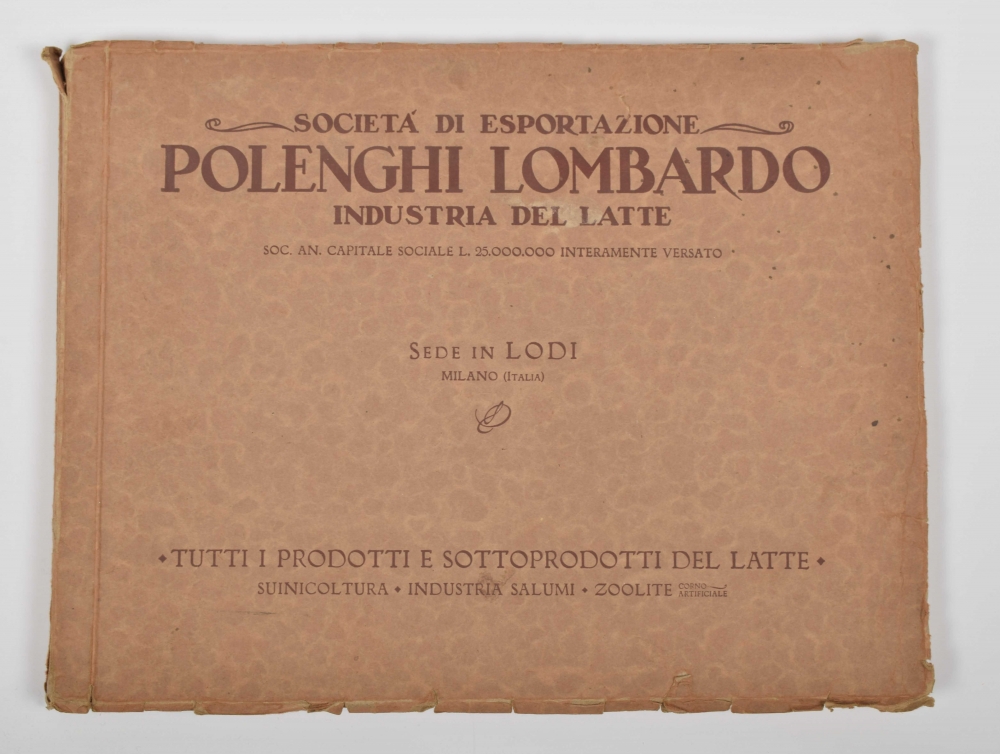 SOCIETÁ DI ESPORTAZIONE
POLENGHI LOMBARDO
INDUSTRIA DEL LATTE
SOC. AN. CAPITALE SOCIALE L. 25.000.000 INTERAMENTE VERSATO
SEDE IN LODI
MILANO (ITALIA)
• TUTTI I PRODOTTI E SOTTOPRODOTTI DEL LATTE •
SUINICOLTURA • INDUSTRIA SALUMI • ZOOLITE CORNO ARTIFICIALE